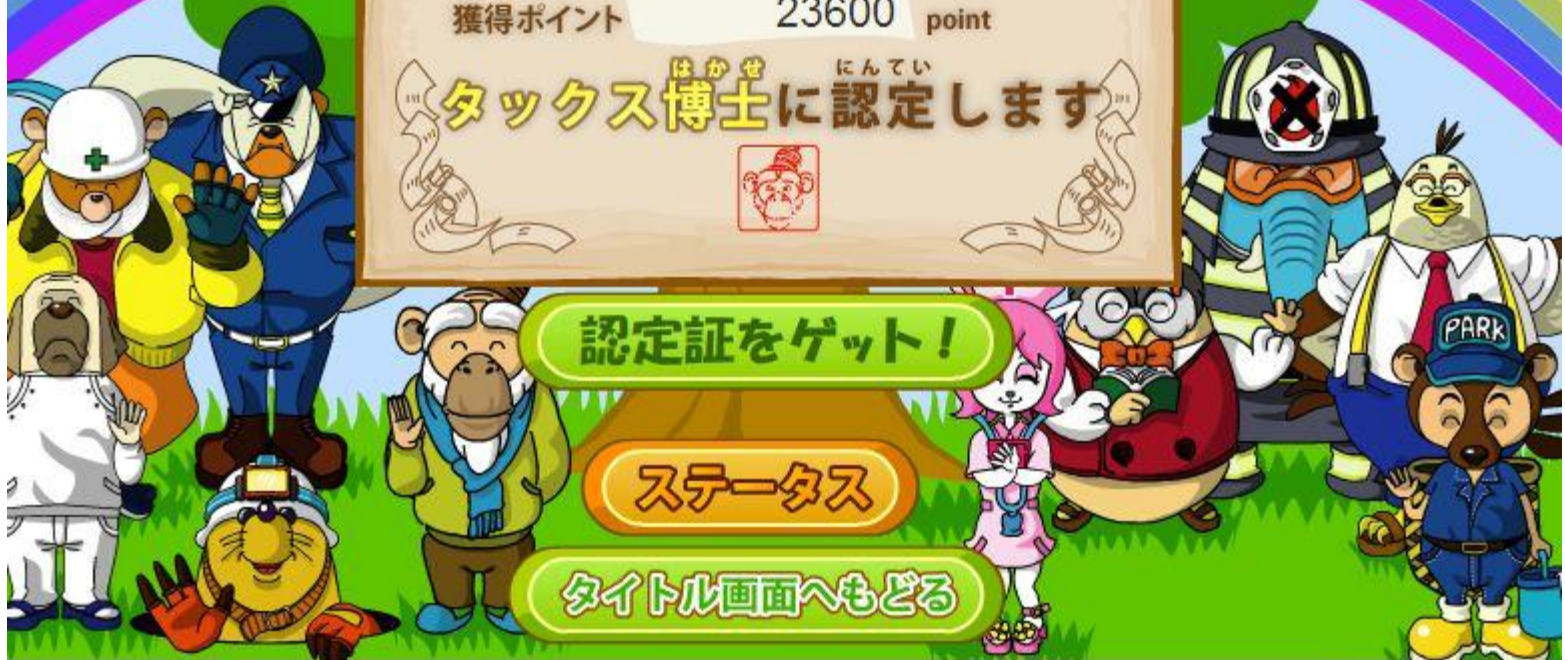 獲得ポイント 23600 point
はかせ にんてい
タックス博士に認定します
認定証をゲット!
PARK
ステータス
タイトル画面へもどる